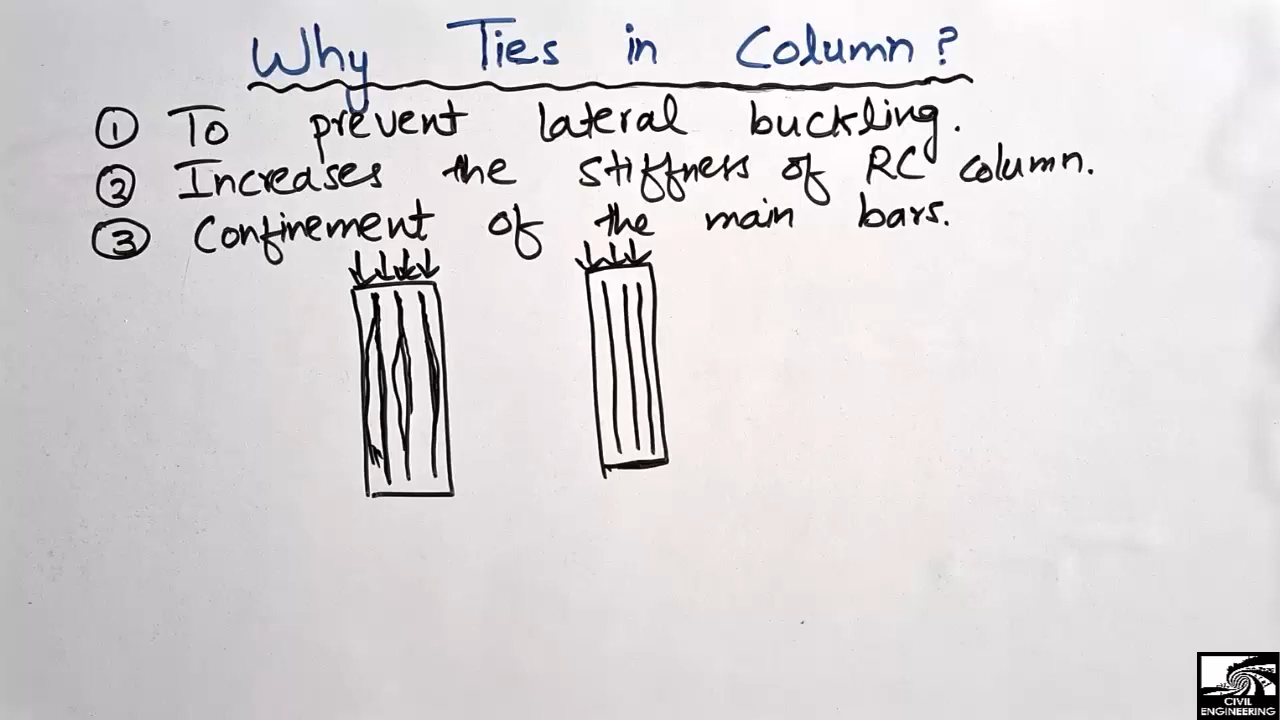 Why Ties in Column?
① To prevent lateral buckling.
② Increases the stiffness of RC column.
③ Confinement of the main bars.
CIVIL
ENGINEERING